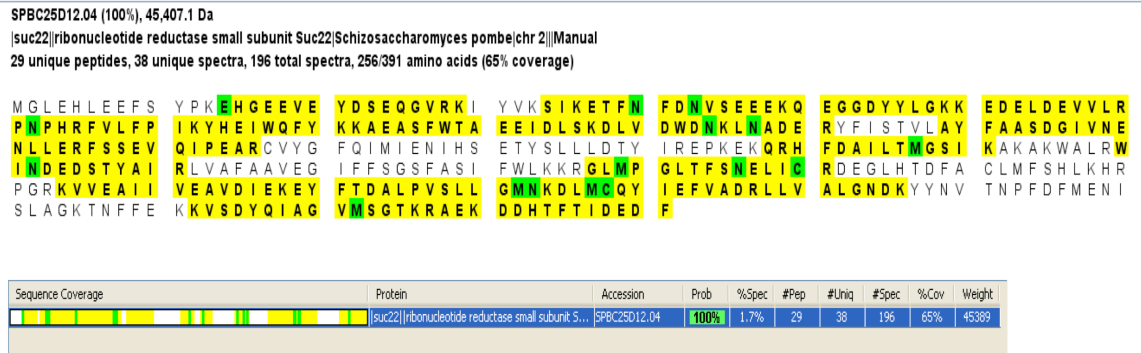 SPBC25D12.04 (100%), 45,407.1 Da
|suc22||ribonucleotide reductase small subunit Suc22|Schizosaccharomyces pombe|chr 2|||Manual
29 unique peptides, 38 unique spectra, 196 total spectra, 256/391 amino acids (65% coverage)
MGLEHLEEFS YPKEHGEEVE YDSEQGVRKI YVKSIKETFN FDNVSEEEKQ EGGDYYLGKK EDELDEVVLR
PNPHRFVLFP IKYHEIWQFY KKAEASFWTA EEIDLSKDLV DWDNKLNADE RYFISTVLAY FAASDGIVNE
NLLERFSSEV QIPEARCVYG FQIMIENIHS ETYSLLLDTY IREPKEKQRH FDAILTMGSI KAKAKWALRW
INDEDSTYAI RLVAFAAVEG IFFSGSFASI FWLKKRGLMP GLTFSNELIC RDEGLHTDFA CLMFSHLKHR
PGRKVVEAII VEAVDIEKEY FTDALPVSLL GMNKDLMCQY IEFVADRLLV ALGNDKYYNV TNPFDFMENI
SLAGKTNFFE KKVSDYQIAG VMSGTKRAEK DDHTFTIDED F
Sequence Coverage Protein Accession Prob %Spec #Pep #Uniq #Spec %Cov Weight
|suc22||ribonucleotide reductase small subunit S... SPBC25D12.04 100% 1.7% 29 38 196 65% 45389